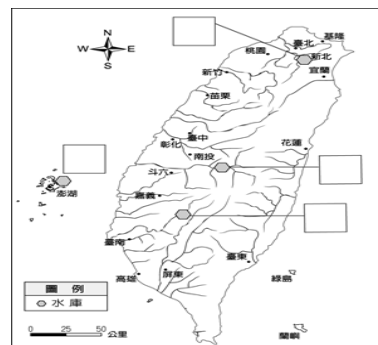 N
W E
S
基隆
臺北
桃園
新北
宜蘭
新竹
苗栗
臺中
彰化
花蓮
南投
斗六
澎湖
嘉義
臺南
臺東
高雄
屏東
綠島
蘭嶼
圖 例
水庫
0 25 50 公里